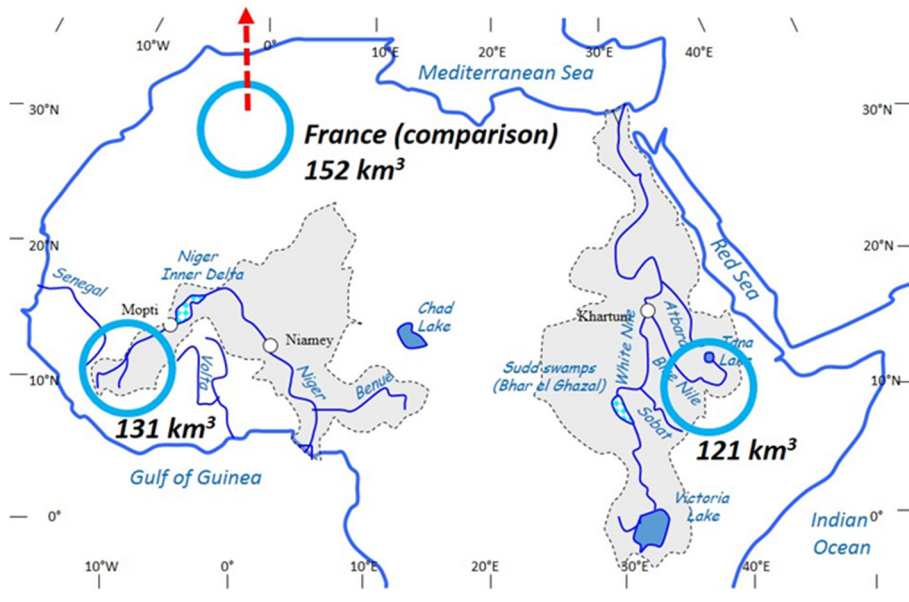 10°W
0°
10°E
20°E
30°E
40°E
Mediterranean Sea
30°N
30°N
France (comparison)
152 km³
20°N
20°N
Niger
Inner Delta
Senegal
Red Sea
Mopti
Chad
Lake
Khartum
Atbara
Niamey
White Nile
Tana
Lake
Volta
Sudd swamps
(Bhar el Ghazal)
Blue Nile
10°N
10°N
Niger
Benue
Sobat
131 km³
121 km³
Gulf of Guinea
Victoria
Lake
0°
0°
Indian
Ocean
10°W
0°
10°E
20°E
30°E
40°E